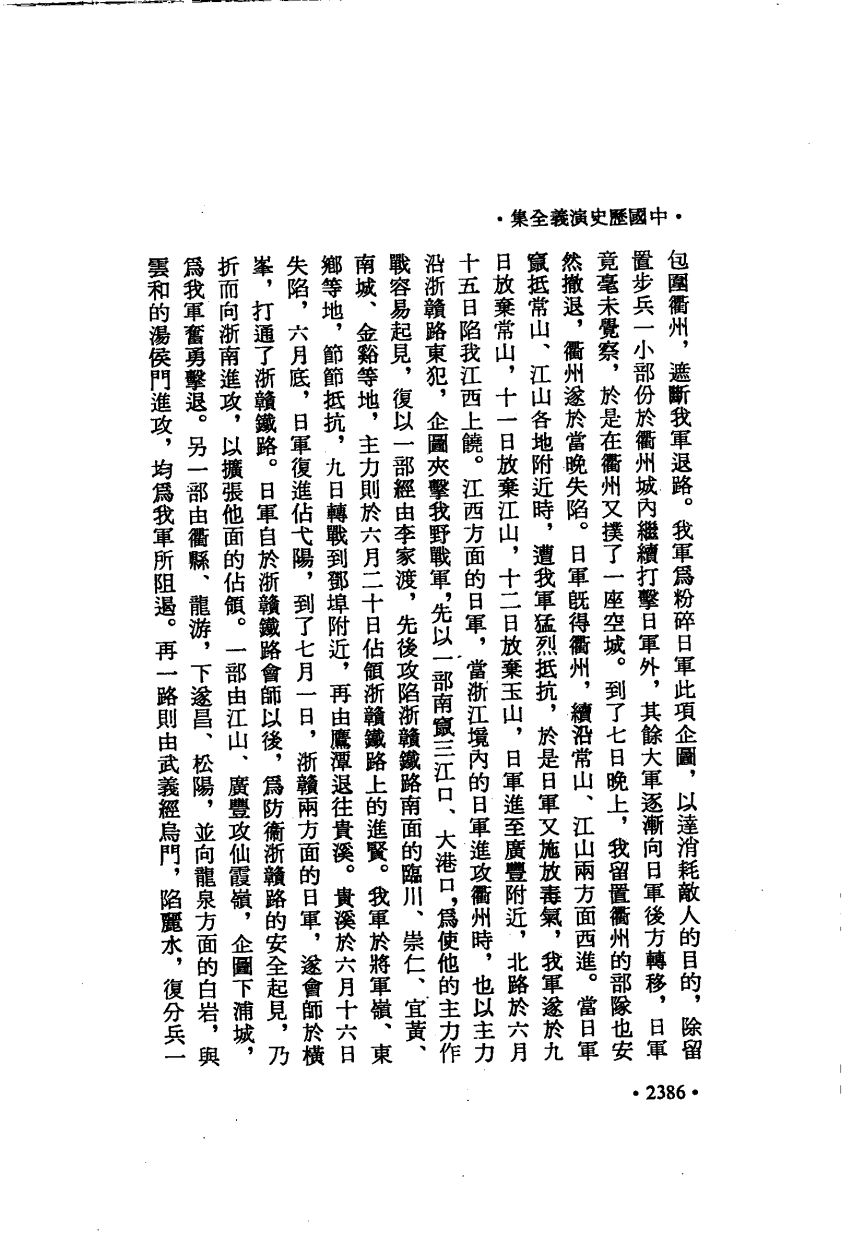 ·中國歷史演義全集·
包圍衢州，遮斷我軍退路。我軍爲粉碎日軍此項企圖，以達消耗敵人的目的，除留
置步兵一小部份於衢州城內繼續打擊日軍外，其餘大軍逐漸向日軍後方轉移，日軍
竟毫未覺察，於是在衢州又撲了一座空城。到了七日晚上，我留置衢州的部隊也安
然撤退，衢州遂於當晚失陷。日軍旣得衢州，續沿常山、江山兩方面西進。當日軍
竄抵常山、江山各地附近時，遭我軍猛烈抵抗，於是日軍又施放毒氣，我軍遂於九
日放棄常山，十一日放棄江山，十二日放棄玉山，日軍進至廣豐附近，北路於六月
十五日陷我江西上饒。江西方面的日軍，當浙江境內的日軍進攻衢州時，也以主力
沿浙贛路東犯，企圖夾擊我野戰軍，先以一部南竄三江口、大港口，爲使他的主力作
戰容易起見，復以一部經由李家渡，先後攻陷浙贛鐵路南面的臨川、崇仁、宜黃、
南城、金谿等地，主力則於六月二十日佔領浙贛鐵路上的進賢。我軍於將軍嶺、東
鄉等地，節節抵抗，九日轉戰到鄧埠附近，再由鷹潭退往貴溪。貴溪於六月十六日
失陷，六月底，日軍復進佔弋陽，到了七月一日，浙贛兩方面的日軍，遂會師於橫
峯，打通了浙贛鐵路。日軍自於浙贛鐵路會師以後，爲防衞浙贛路的安全起見，乃
折而向浙南進攻，以擴張他面的佔領。一部由江山、廣豐攻仙霞嶺，企圖下浦城，
爲我軍奮勇擊退。另一部由衢縣、龍游，下遂昌、松陽，並向龍泉方面的白岩，與
雲和的湯侯門進攻，均爲我軍所阻遏。再一路則由武義經烏門，陷麗水，復分兵一
·2386·